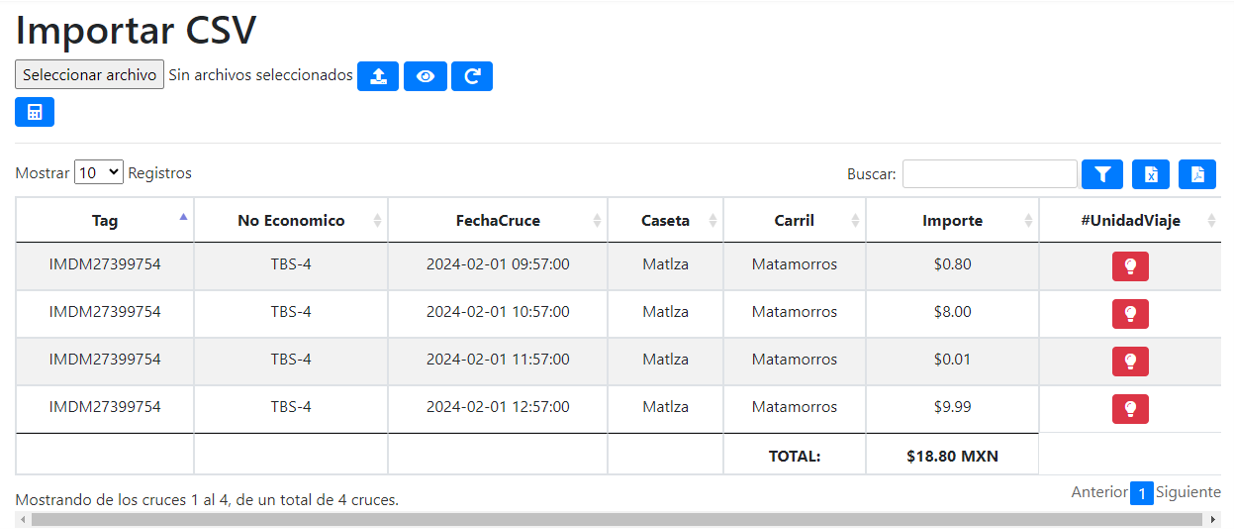 Importar CSV
Seleccionar archivo Sin archivos seleccionados
Mostrar 10 Registros Buscar:
Tag No Economico FechaCruce Caseta Carril Importe #UnidadViaje
IMDM27399754 TBS-4 2024-02-01 09:57:00 Matlza Matamorros $0.80
IMDM27399754 TBS-4 2024-02-01 10:57:00 Matlza Matamorros $8.00
IMDM27399754 TBS-4 2024-02-01 11:57:00 Matlza Matamorros $0.01
IMDM27399754 TBS-4 2024-02-01 12:57:00 Matlza Matamorros $9.99
TOTAL: $18.80 MXN
Mostrando de los cruces 1 al 4, de un total de 4 cruces. Anterior 1 Siguiente